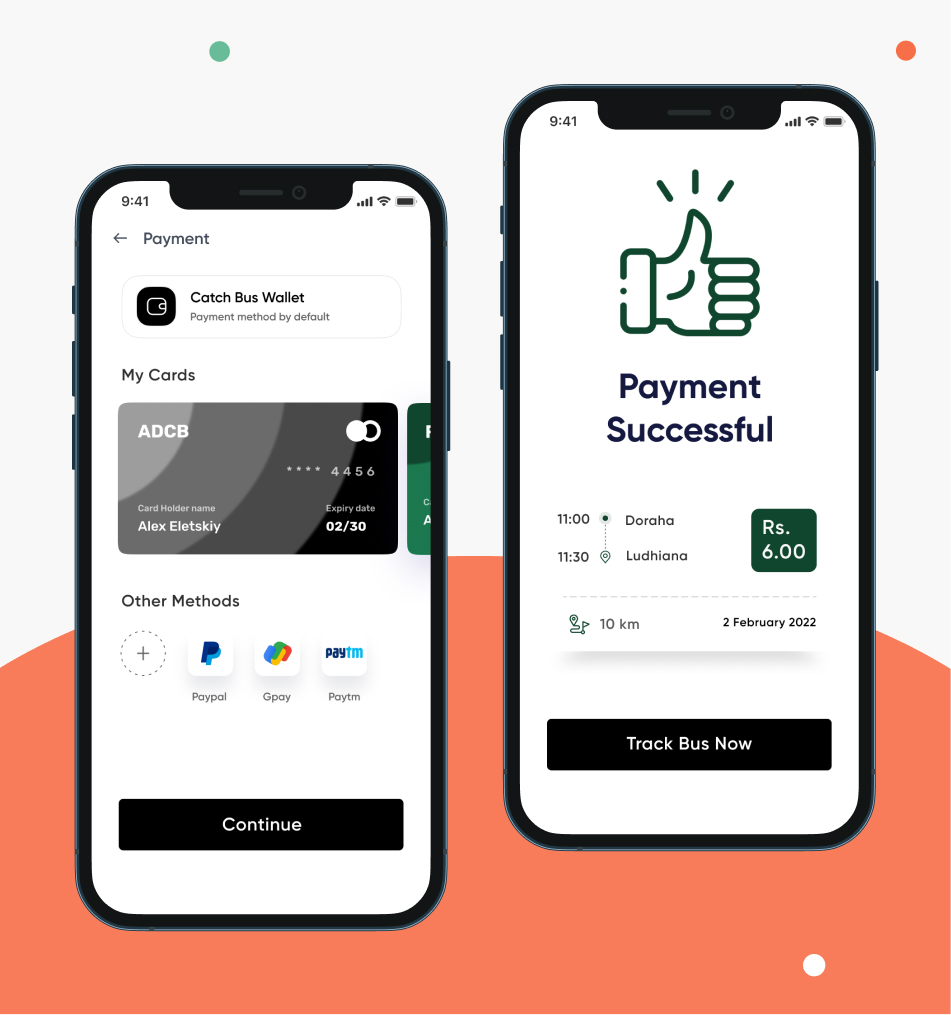 9:41
Payment
Catch Bus Wallet
Payment method by default
My Cards
ADCB
**** 4456
Card Holder name
Expiry date
Alex Eletskiy
02/30
Other Methods
Paypal
Gpay
PayTM
Paytm
Continue
9:41
Payment
Successful
11:00
Doraha
11:30
Ludhiana
Rs.
6.00
10 km
2 February 2022
Track Bus Now